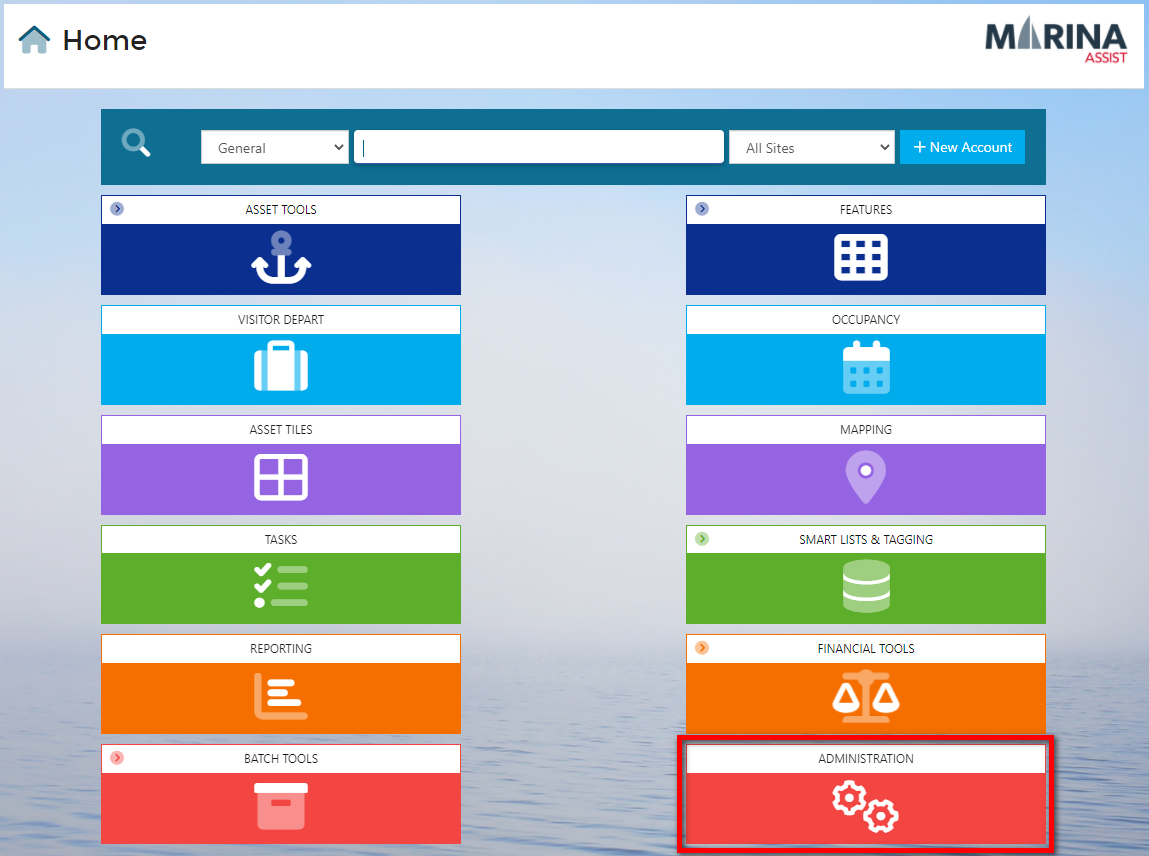 Home
MARINA
ASSIST
General
All Sites
+ New Account
ASSET TOOLS
FEATURES
VISITOR DEPART
OCCUPANCY
ASSET TILES
MAPPING
TASKS
SMART LISTS & TAGGING
REPORTING
FINANCIAL TOOLS
BATCH TOOLS
ADMINISTRATION